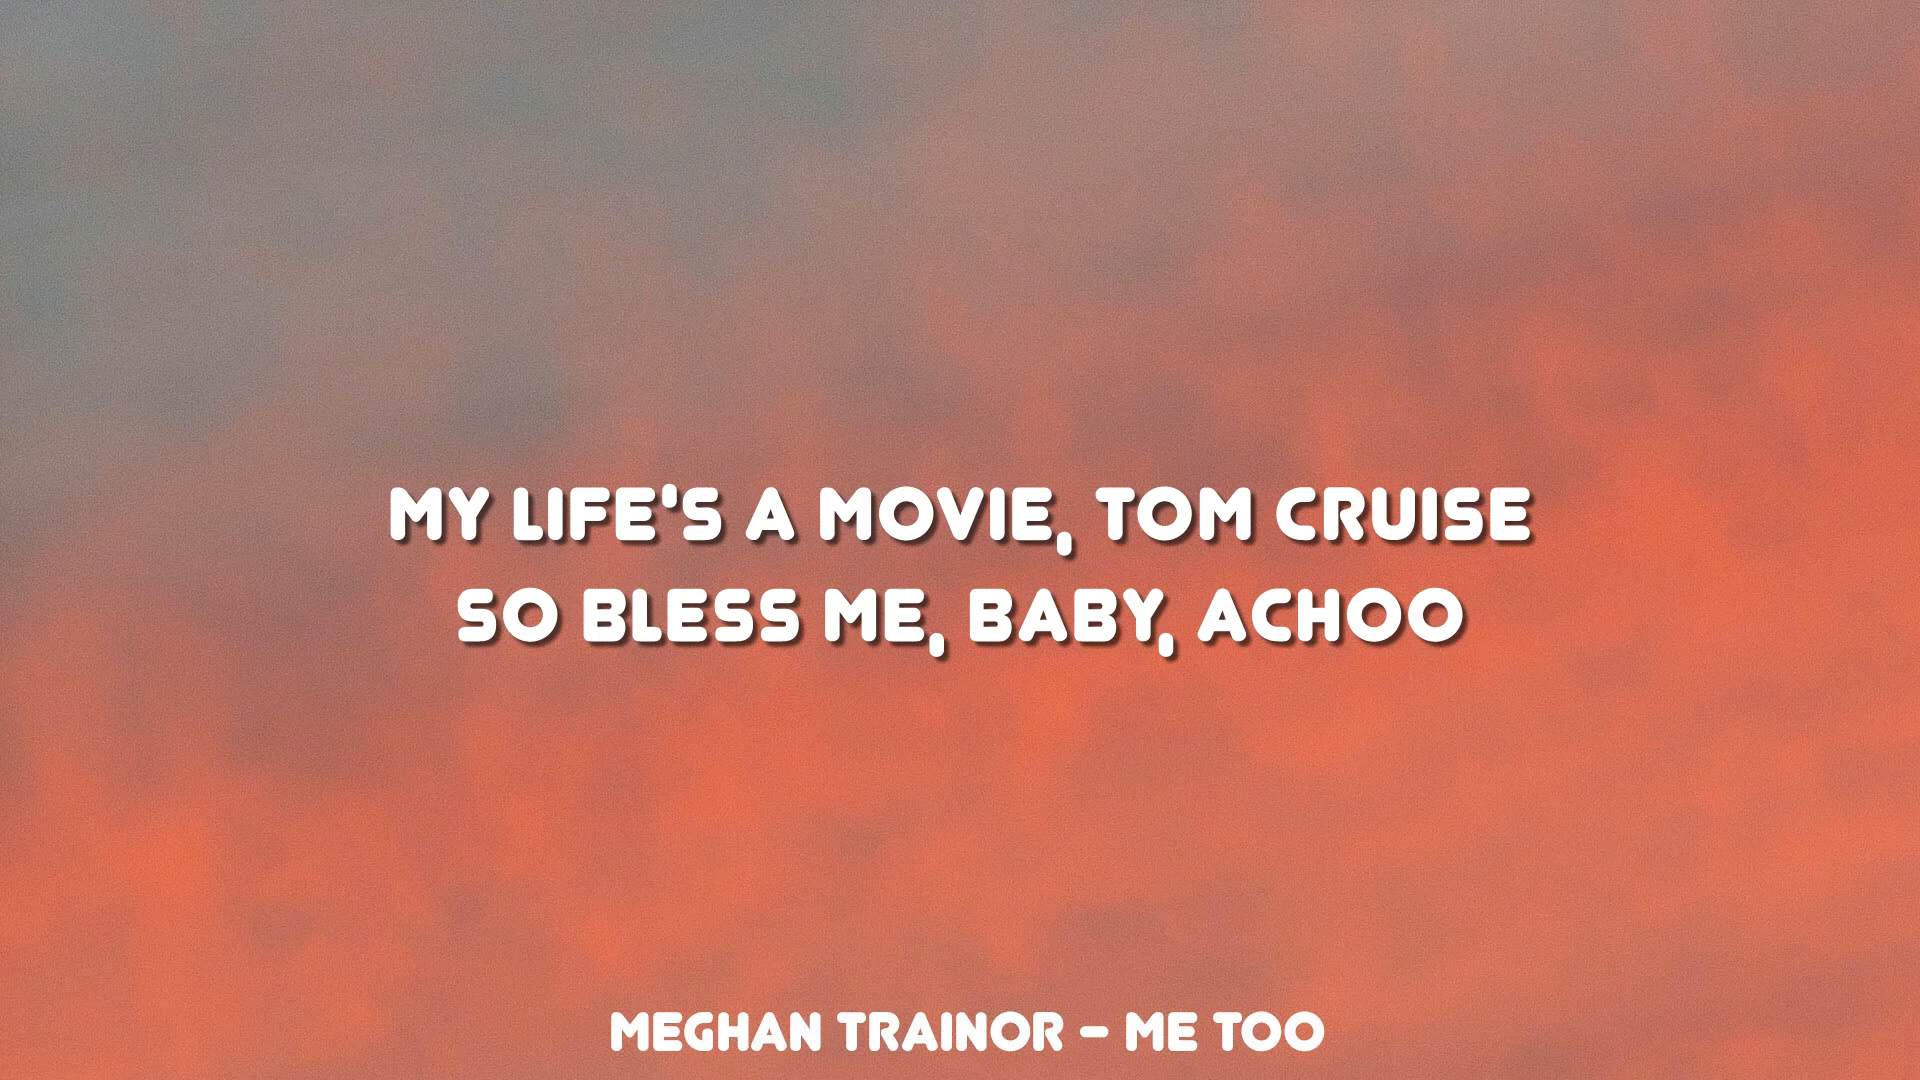 MY LIFE'S A MOVIE, TOM CRUISE
SO BLESS ME, BABY, ACHOO
MEGHAN TRAINOR - ME TOO